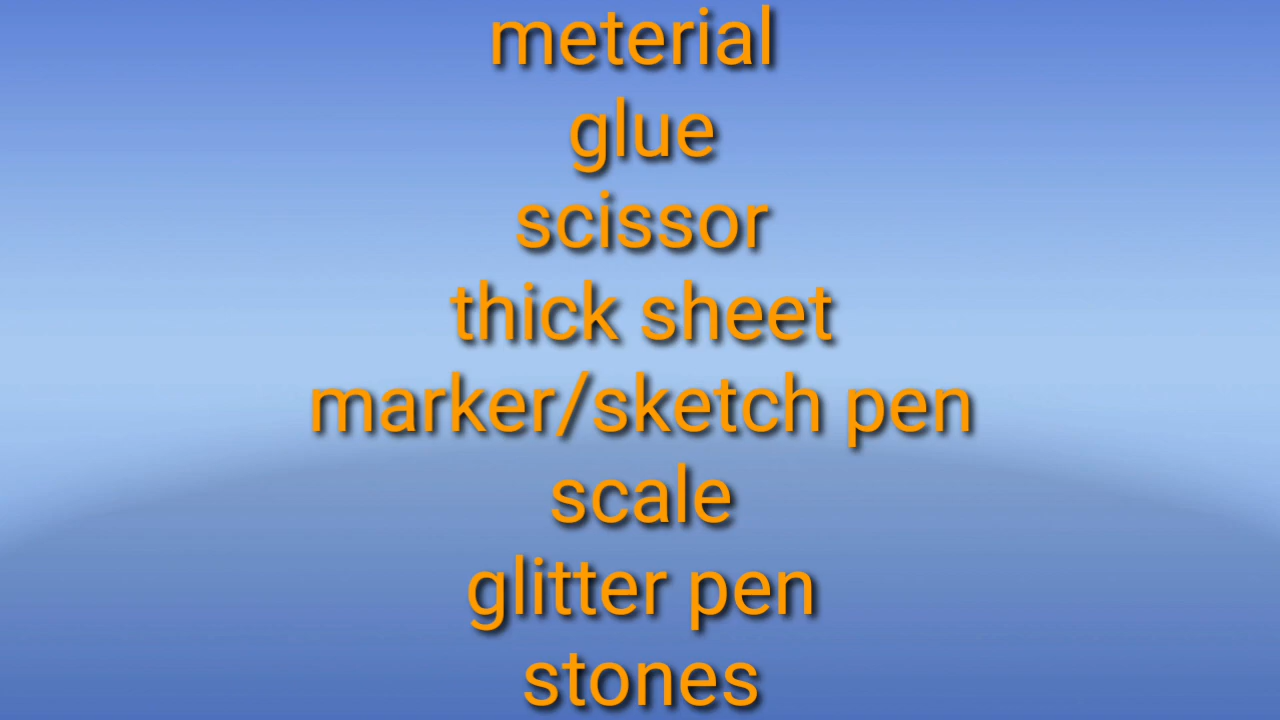 meterial
glue
scissor
thick sheet
marker/sketch pen
scale
glitter pen
stones